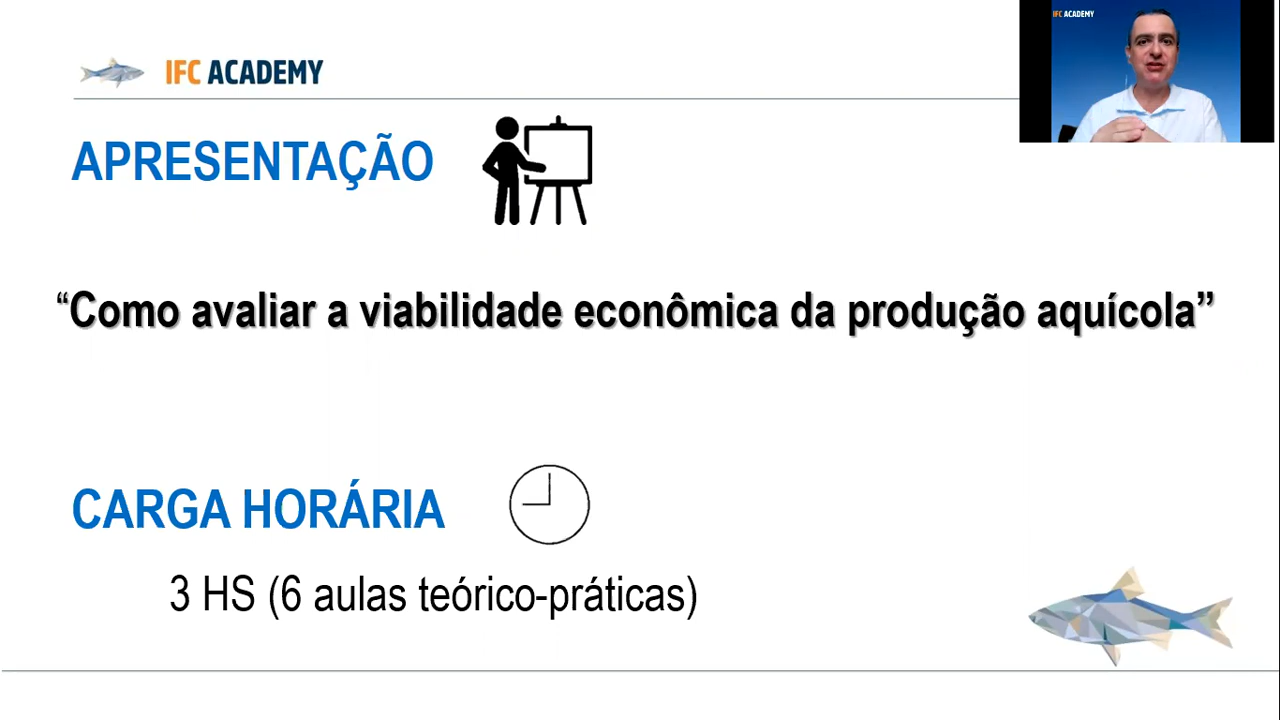 IFC ACADEMY
IFC ACADEMY
APRESENTAÇÃO
“Como avaliar a viabilidade econômica da produção aquícola”
CARGA HORÁRIA
3 HS (6 aulas teórico-práticas)